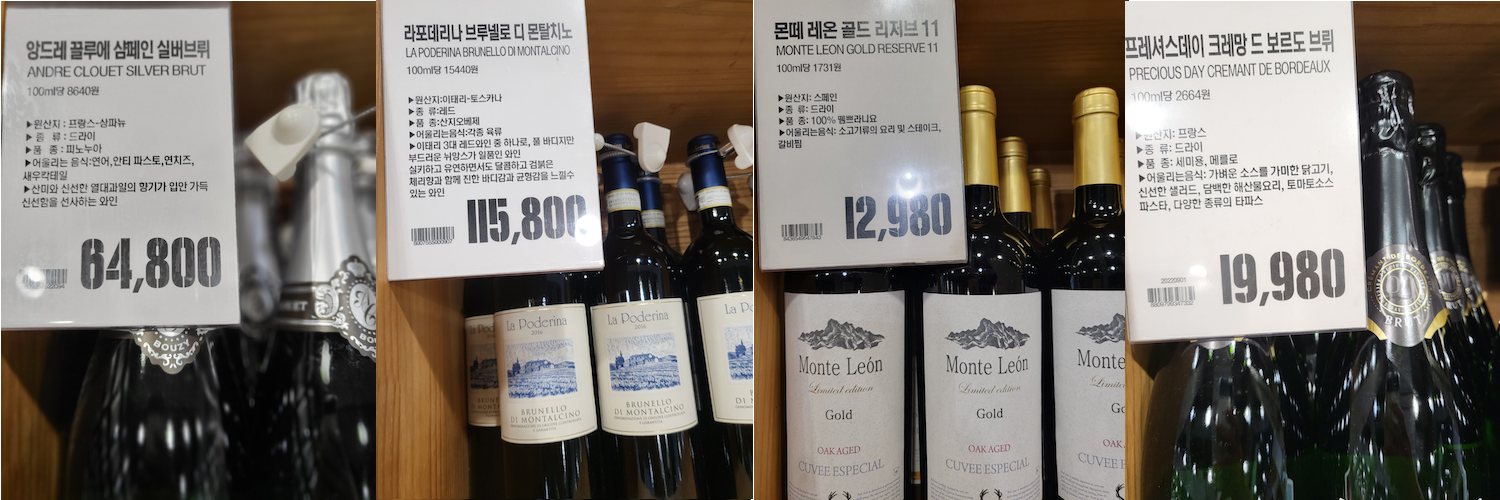 앙드레 끌루에 샴페인 실버브뤼
ANDRE CLOUET SILVER BRUT
100ml당 8640원
▶원산지 : 프랑스-샹파뉴
▶종 류 : 드라이
▶품 종 : 피노누아
▶어울리는 음식:연어,안티 파스토,연치즈,
새우칵테일
▶산미와 신선한 열대과일의 향기가 입안 가득
신선함을 선사하는 와인
64,800
BOUZY
라포데리나 브루넬로 디 몬탈치노
LA PODERINA BRUNELLO DI MONTALCINO
100ml당 15440원
▶원산지:이태리-토스카나
▶종 류:레드
▶품 종:산지오베제
▶어울리는음식:각종 육류
▶이태리 3대 레드와인 중 하나로, 풀 바디지만
부드러운 뉘앙스가 일품인 와인
실키하고 유연하면서도 달콤하고 검붉은
체리향과 함께 진한 바디감과 균형감을 느낄수
있는 와인
115,800
La Poderina
2016
BRUNELLO
DI MONTALCINO
La Poderina
2016
BRUNELLO
DI MONTALCINO
La Po
몬떼 레온 골드 리저브 11
MONTE LEON GOLD RESERVE 11
100ml당 1731원
▶원산지: 스페인
▶종 류: 드라이
▶품 종: 100% 뗌쁘라니요
▶어울리는음식: 소고기류의 요리 및 스테이크,
갈비찜
12,980
Monte León
Limited edition
Gold
OAK AGED
CUVEE ESPECIAL
Monte León
Limited edition
Gold
OAK AGED
CUVEE ESPECIAL
Monte
프레셔스데이 크레망 드 보르도 브뤼
PRECIOUS DAY CREMANT DE BORDEAUX
100ml당 2664원
▶원산지: 프랑스
▶종 류: 드라이
▶품 종: 세미용, 메를로
▶어울리는음식: 가벼운 소스를 가미한 닭고기,
신선한 샐러드, 담백한 해산물요리, 토마토소스
파스타, 다양한 종류의 타파스
20220901
19,980
BRUT